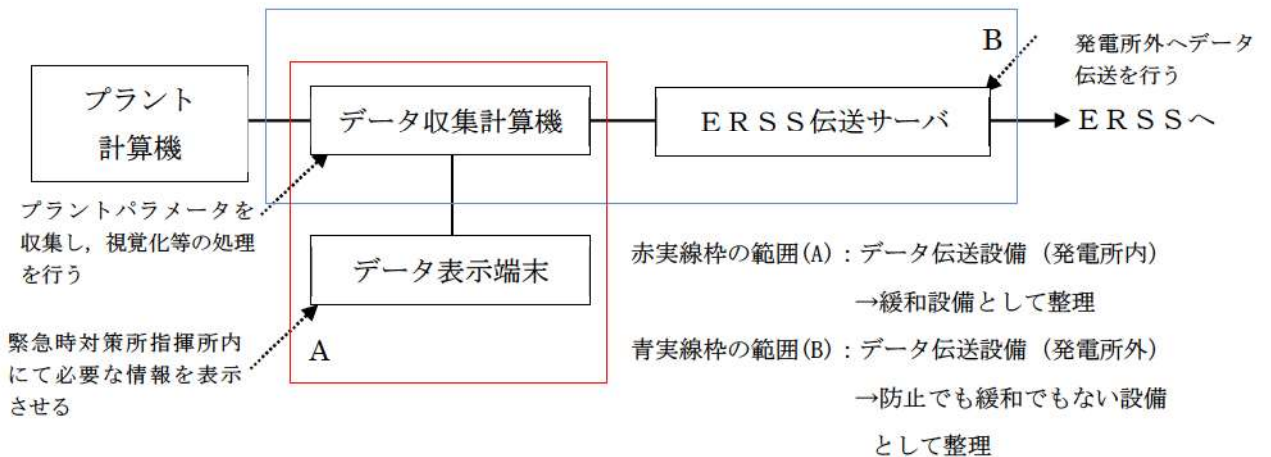 B
発電所外へデータ
伝送を行う
プラント
計算機
データ収集計算機
ＥＲＳＳ伝送サーバ
ＥＲＳＳへ
プラントパラメータを
収集し，視覚化等の処理
を行う
データ表示端末
緊急時対策所指揮所内
にて必要な情報を表示
させる
A
赤実線枠の範囲(A)：データ伝送設備（発電所内）
→緩和設備として整理
青実線枠の範囲(B)：データ伝送設備（発電所外）
→防止でも緩和でもない設備
として整理